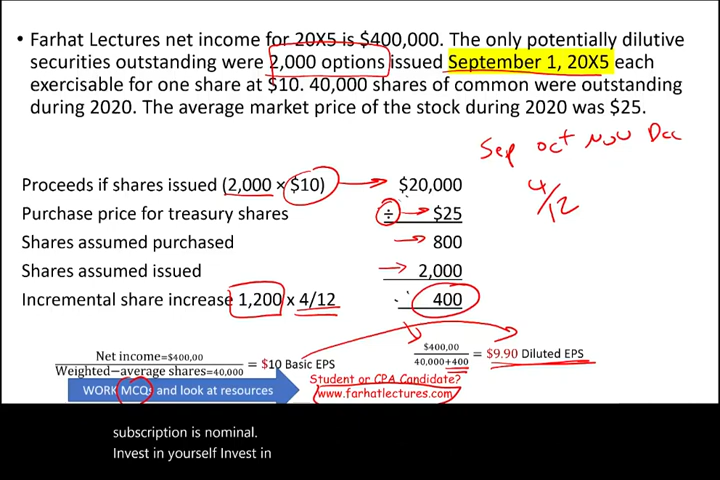 • Farhat Lectures net income for 20X5 is $400,000. The only potentially dilutive
securities outstanding were 2,000 options issued September 1, 20X5 each
exercisable for one share at $10. 40,000 shares of common were outstanding
during 2020. The average market price of the stock during 2020 was $25.
Sep Oct Nov Dec
4/12
Proceeds if shares issued (2,000 × $10) $20,000
Purchase price for treasury shares ÷ $25
Shares assumed purchased 800
Shares assumed issued 2,000
Incremental share increase 1,200 x 4/12 400
Net income=$400,00
Weighted−average shares=40,000
= $10 Basic EPS
$400,00
40,000+400
= $9.90 Diluted EPS
WORK MCQs and look at resources
Student or CPA Candidate?
www.farhatlectures.com
subscription is nominal.
Invest in yourself Invest in